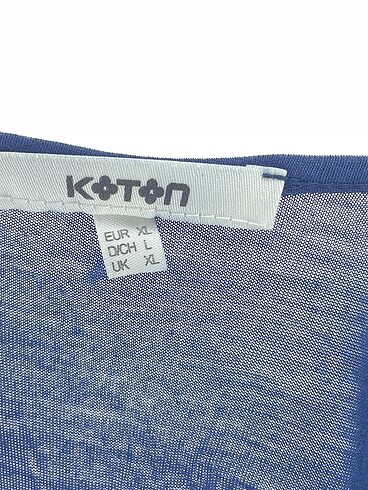 KOTON
EUR XL
D/CH L
UK XL